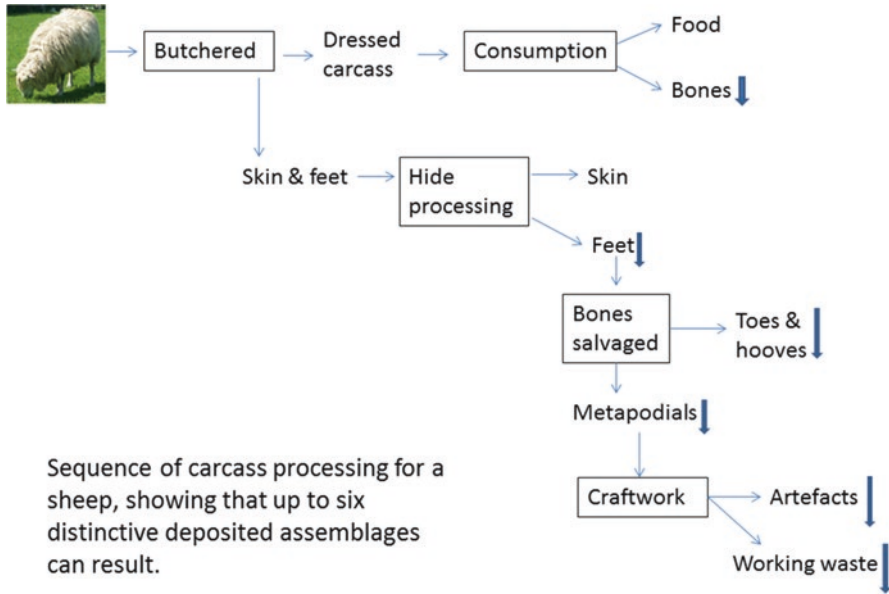 Butchered
Dressed
carcass
Consumption
Food
Bones
Skin & feet
Hide
processing
Skin
Feet
Bones
salvaged
Toes &
hooves
Metapodials
Craftwork
Artefacts
Working waste
Sequence of carcass processing for a
sheep, showing that up to six
distinctive deposited assemblages
can result.